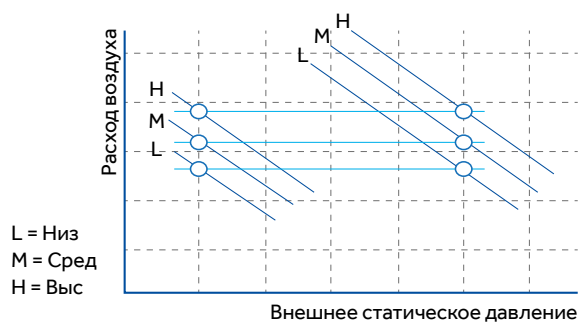 Расход воздуха
H
M
L
H
M
L
L = Низ
M = Сред
H = Выс
Внешнее статическое давление